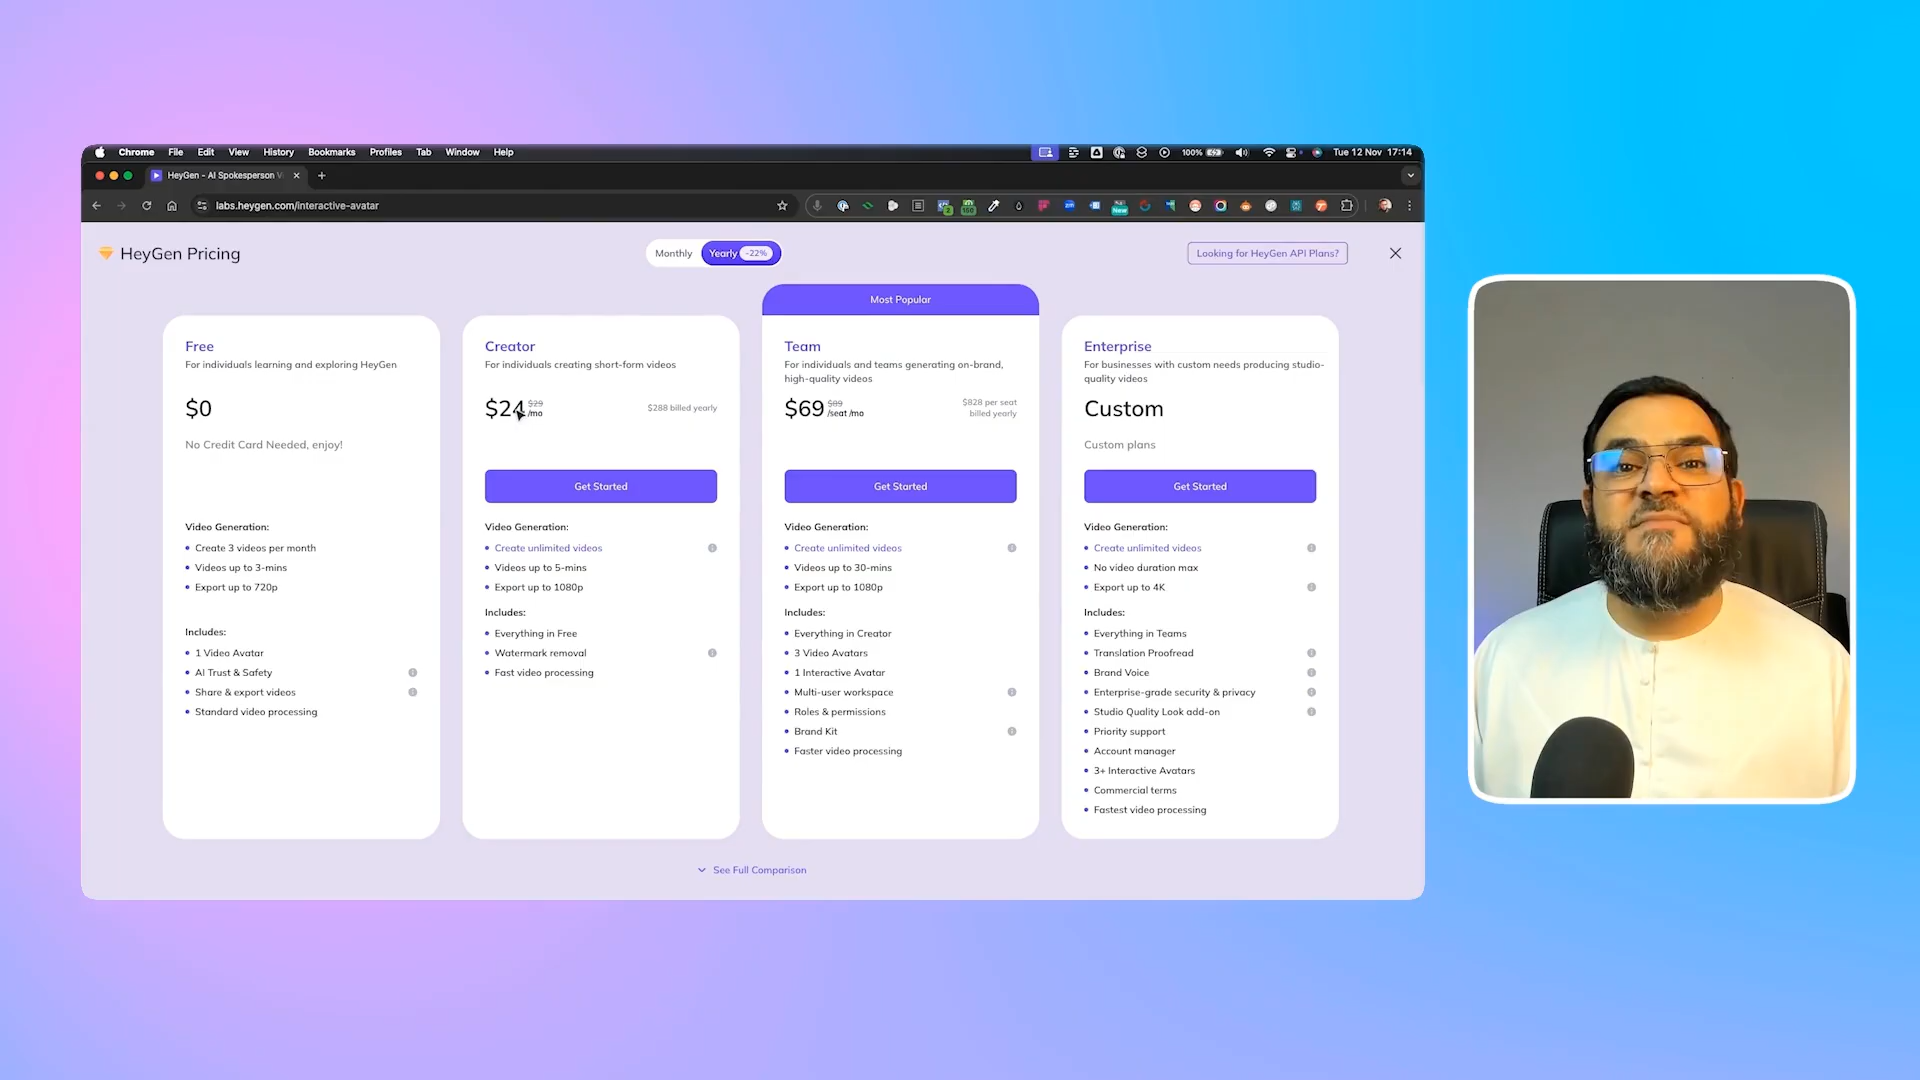 Chrome File Edit View History Bookmarks Profiles Tab Window Help
100% Tue 12 Nov 17:14
HeyGen - AI Spokesperson V
labs.heygen.com/interactive-avatar
New
HeyGen Pricing
Monthly Yearly -22%
Looking for HeyGen API Plans?
Free
For individuals learning and exploring HeyGen
$0
No Credit Card Needed, enjoy!
Video Generation:
Create 3 videos per month
Videos up to 3-mins
Export up to 720p
Includes:
1 Video Avatar
AI Trust & Safety
Share & export videos
Standard video processing
Creator
For individuals creating short-form videos
$24 $29 /mo
$288 billed yearly
Get Started
Video Generation:
Create unlimited videos
Videos up to 5-mins
Export up to 1080p
Includes:
Everything in Free
Watermark removal
Fast video processing
Most Popular
Team
For individuals and teams generating on-brand,
high-quality videos
$69 $89 /seat /mo
$828 per seat
billed yearly
Get Started
Video Generation:
Create unlimited videos
Videos up to 30-mins
Export up to 1080p
Includes:
Everything in Creator
3 Video Avatars
1 Interactive Avatar
Multi-user workspace
Roles & permissions
Brand Kit
Faster video processing
Enterprise
For businesses with custom needs producing studio-
quality videos
Custom
Custom plans
Get Started
Video Generation:
Create unlimited videos
No video duration max
Export up to 4K
Includes:
Everything in Teams
Translation Proofread
Brand Voice
Enterprise-grade security & privacy
Studio Quality Look add-on
Priority support
Account manager
3+ Interactive Avatars
Commercial terms
Fastest video processing
See Full Comparison